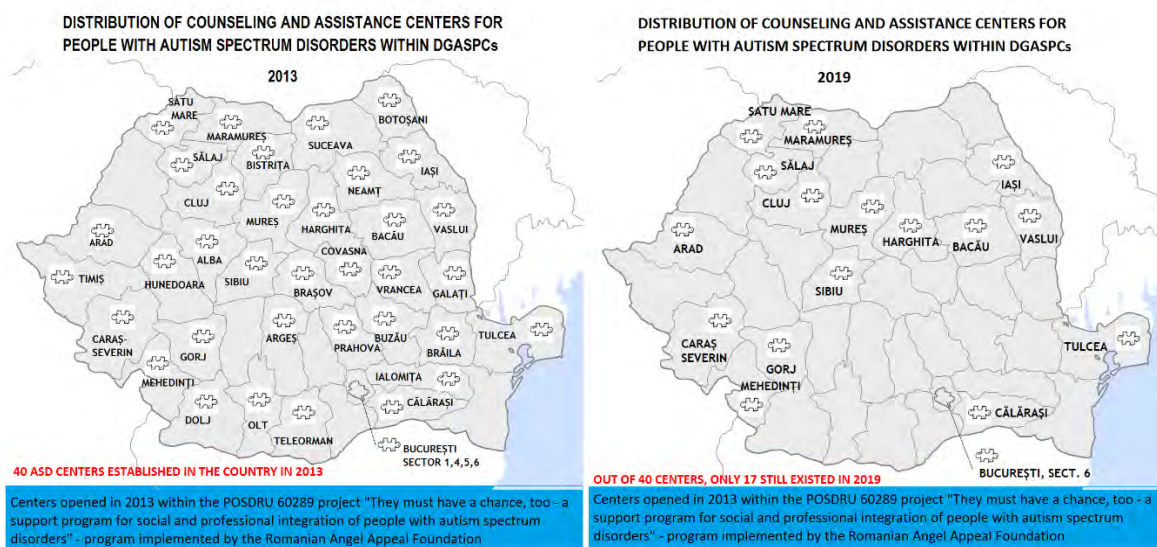 DISTRIBUTION OF COUNSELING AND ASSISTANCE CENTERS FOR
PEOPLE WITH AUTISM SPECTRUM DISORDERS WITHIN DGASPCs
2013
SATU
MARE
MARAMUREȘ
BOTOȘANI
SUCEAVA
SĂLAJ
BISTRIȚA
IAȘI
NEAMȚ
CLUJ
MUREȘ
HARGHITA
BACĂU
VASLUI
ARAD
ALBA
COVASNA
TIMIȘ
HUNEDOARA
SIBIU
BRAȘOV
VRANCEA
GALAȚI
CARAȘ-
SEVERIN
GORJ
ARGEȘ
PRAHOVA
BUZĂU
BRĂILA
TULCEA
MEHEDINȚI
IALOMIȚA
CĂLĂRAȘI
DOLJ
OLT
TELEORMAN
BUCUREȘTI
SECTOR 1,4,5,6
40 ASD CENTERS ESTABLISHED IN THE COUNTRY IN 2013
Centers opened in 2013 within the POSDRU 60289 project "They must have a chance, too - a
support program for social and professional integration of people with autism spectrum
disorders" - program implemented by the Romanian Angel Appeal Foundation
DISTRIBUTION OF COUNSELING AND ASSISTANCE CENTERS FOR
PEOPLE WITH AUTISM SPECTRUM DISORDERS WITHIN DGASPCs
2019
SATU MARE
MARAMUREȘ
SĂLAJ
IAȘI
CLUJ
MUREȘ
HARGHITA
BACĂU
VASLUI
ARAD
SIBIU
CARAȘ
SEVERIN
TULCEA
GORJ
MEHEDINȚI
CĂLĂRAȘI
BUCUREȘTI, SECT. 6
OUT OF 40 CENTERS, ONLY 17 STILL EXISTED IN 2019
Centers opened in 2013 within the POSDRU 60289 project "They must have a chance, too - a
support program for social and professional integration of people with autism spectrum
disorders" - program implemented by the Romanian Angel Appeal Foundation